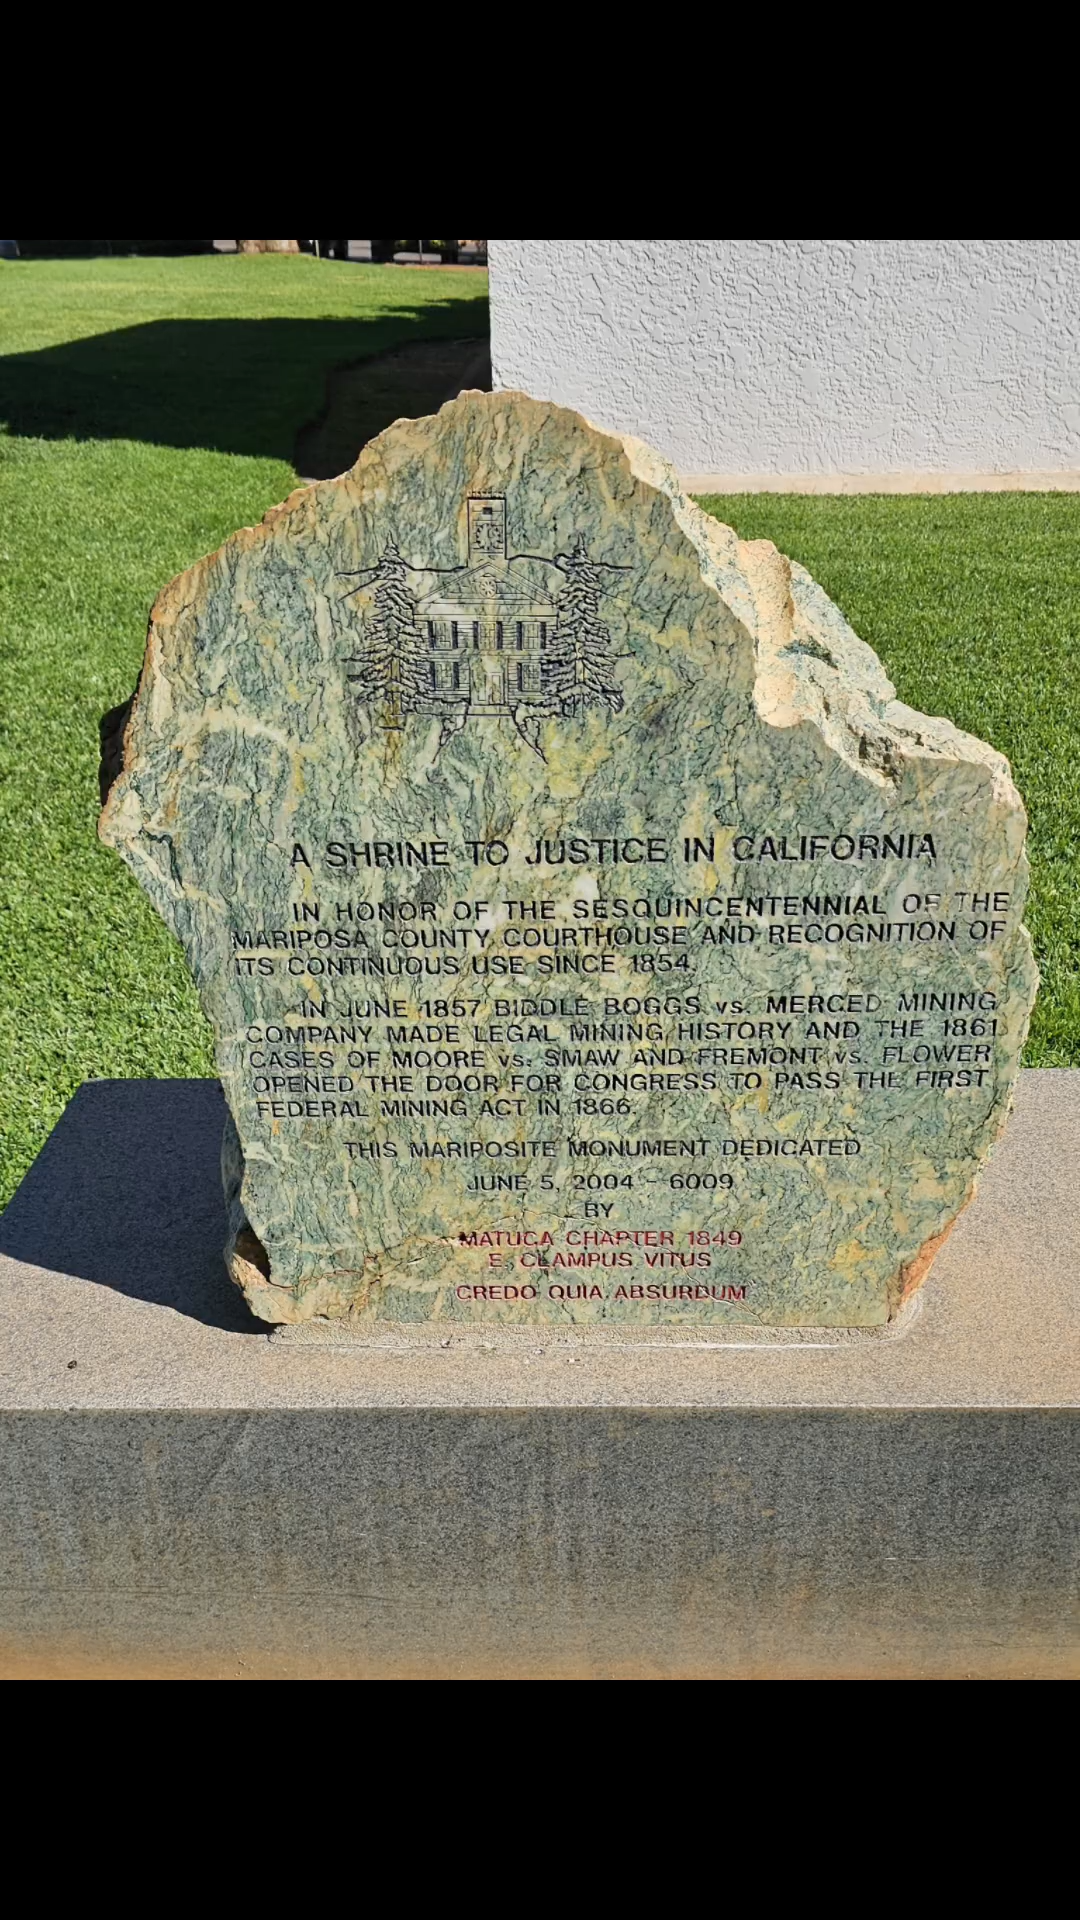 A SHRINE TO JUSTICE IN CALIFORNIA
IN HONOR OF THE SESQUINCENTENNIAL OF THE
MARIPOSA COUNTY COURTHOUSE AND RECOGNITION OF
ITS CONTINUOUS USE SINCE 1854.
IN JUNE 1857 BIDDLE BOGGS vs. MERCED MINING
COMPANY MADE LEGAL MINING HISTORY AND THE 1861
CASES OF MOORE vs. SMAW AND FREMONT vs. FLOWER
OPENED THE DOOR FOR CONGRESS TO PASS THE FIRST
FEDERAL MINING ACT IN 1866.
THIS MARIPOSITE MONUMENT DEDICATED
JUNE 5, 2004 - 6009
BY
MATUCA CHAPTER 1849
E CLAMPUS VITUS
CREDO QUIA ABSURDUM